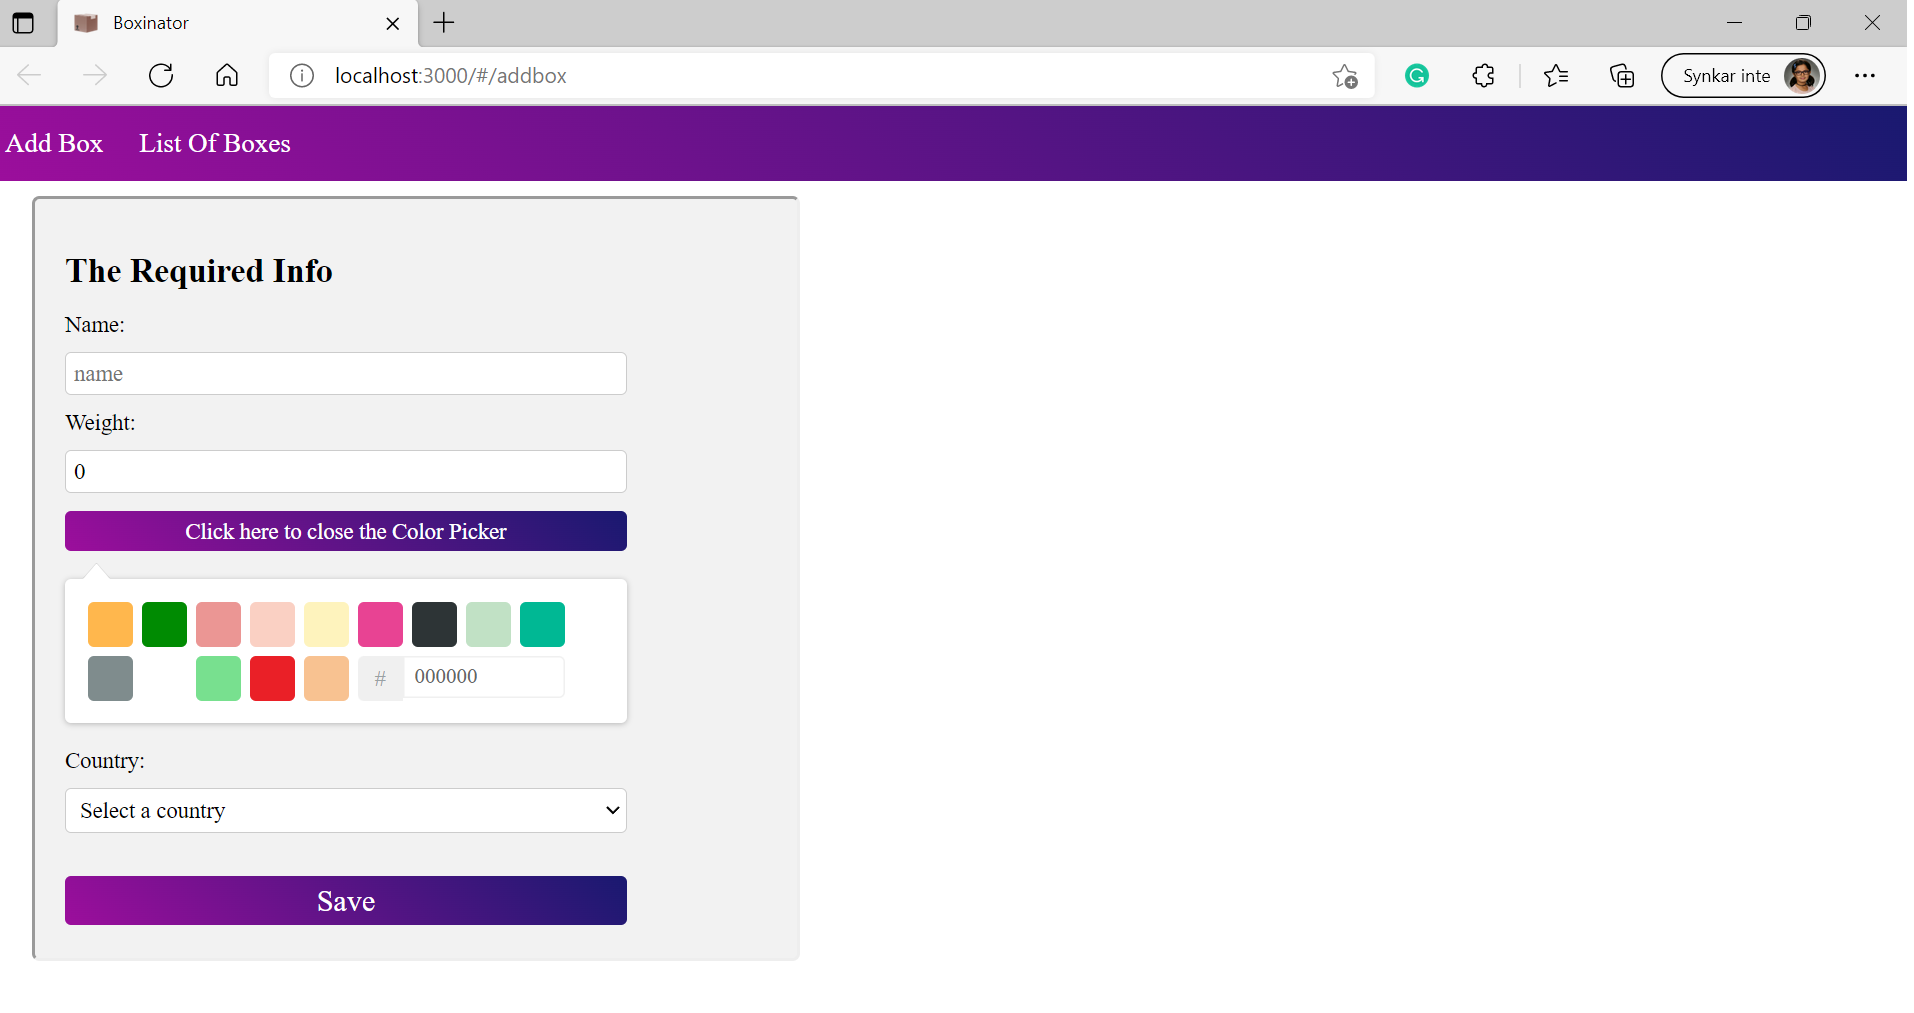 Boxinator
localhost:3000/#/addbox
Synkar inte
Add Box
List Of Boxes
The Required Info
Name:
name
Weight:
0
Click here to close the Color Picker
#
000000
Country:
Select a country
Save